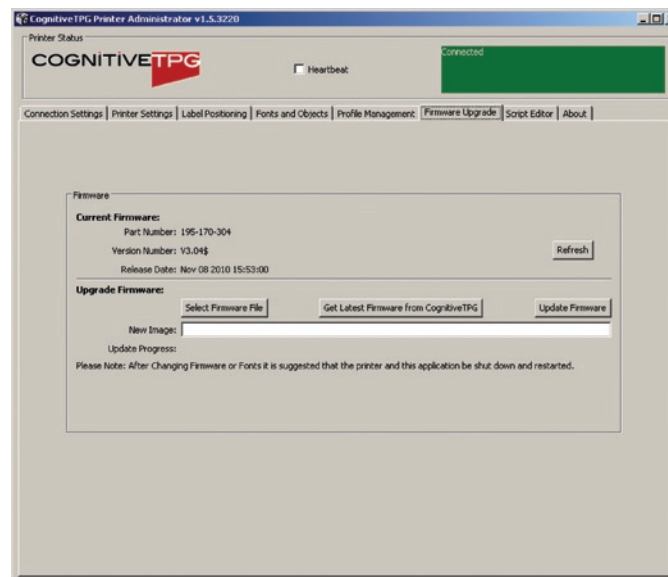 CognitiveTPG Printer Administrator v1.5.3220
Printer Status
COGNITIVETPG
Heartbeat
Connected
Connection Settings Printer Settings Label Positioning Fonts and Objects Profile Management Firmware Upgrade Script Editor About
Firmware
Current Firmware:
Part Number: 195-170-304
Version Number: V3.04$
Refresh
Release Date: Nov 08 2010 15:53:00
Upgrade Firmware:
Select Firmware File Get Latest Firmware from CognitiveTPG Update Firmware
New Image:
Update Progress:
Please Note: After Changing Firmware or Fonts it is suggested that the printer and this application be shut down and restarted.